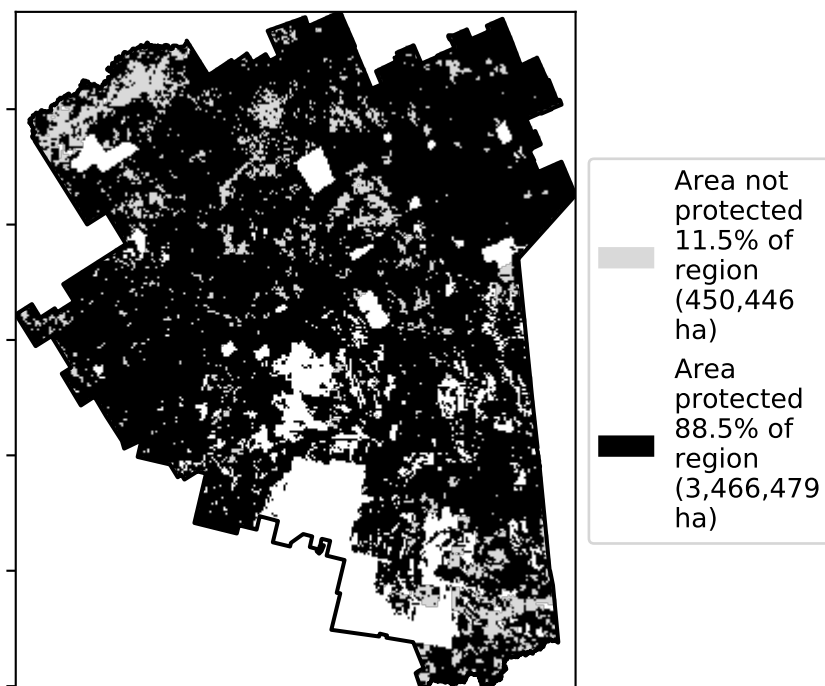 Area not
protected
11.5% of
region
(450,446
ha)
Area
protected
88.5% of
region
(3,466,479
ha)